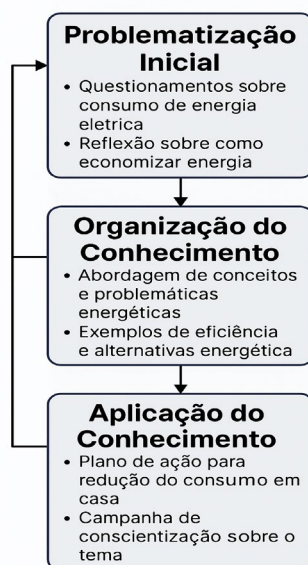 Problematização
Inicial
• Questionamentos sobre
consumo de energia
eletrica
• Reflexão sobre como
economizar energia
Organização do
Conhecimento
• Abordagem de conceitos
e problemáticas
energéticas
• Exemplos de eficiência
e alternativas energética
Aplicação do
Conhecimento
• Plano de ação para
redução do consumo em
casa
• Campanha de
conscientização sobre o
tema